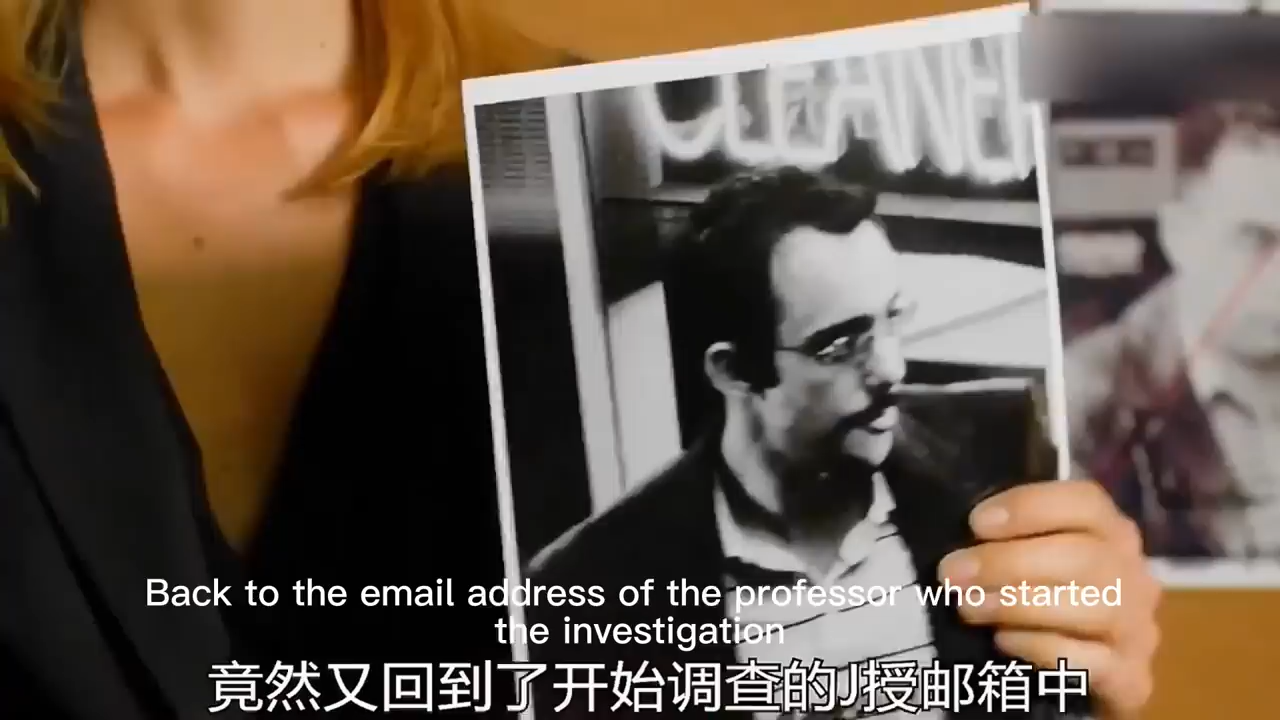 CLEANE
Back to the email address of the professor who started
the investigation
竟然又回到了开始调查的J授邮箱中